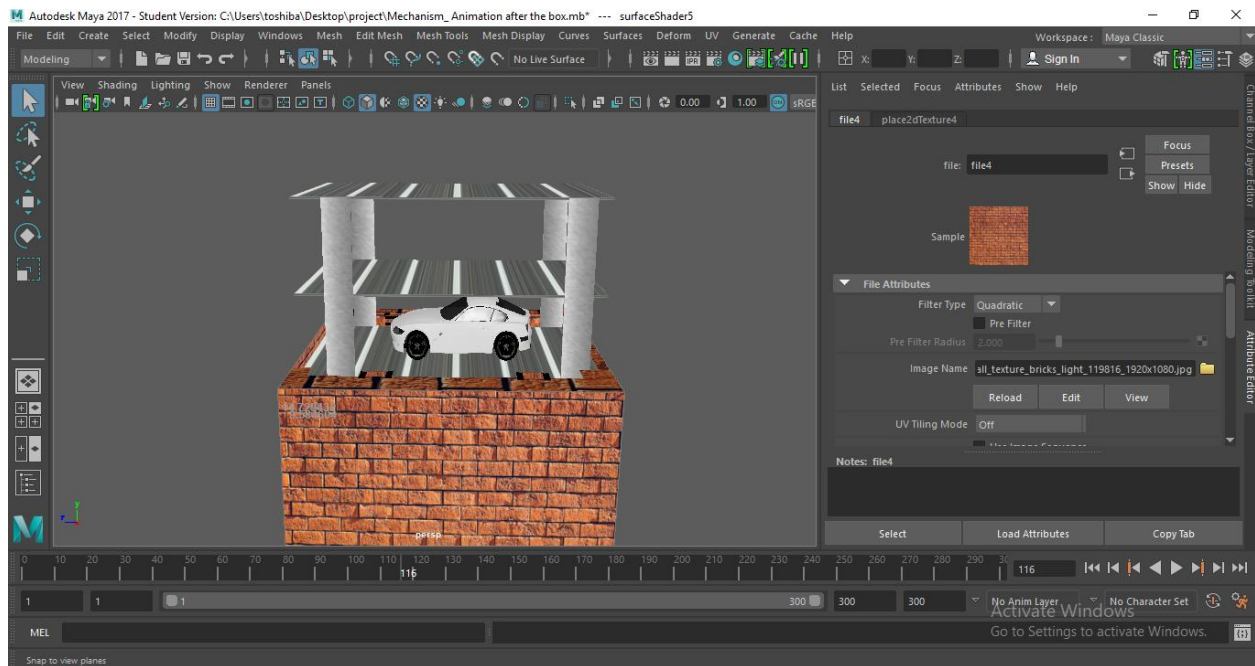 Autodesk Maya 2017 - Student Version: C:\Users\toshiba\Desktop\project\Mechanism_ Animation after the box.mb* --- surfaceShader5
File Edit Create Select Modify Display Windows Mesh Edit Mesh Mesh Tools Mesh Display Curves Surfaces Deform UV Generate Cache Help Workspace : Maya Classic
Modeling No Live Surface IPR X: Y: Z: Sign In
View Shading Lighting Show Renderer Panels
0.00 1.00 sRGE
List Selected Focus Attributes Show Help
file4 place2dTexture4
Focus
file: file4
Presets
Show Hide
Sample
File Attributes
Filter Type Quadratic
Pre Filter
Pre Filter Radius 2.000
Image Name sll_texture_bricks_light_119816_1920x1080.jpg
Reload Edit View
UV Tiling Mode Off
Use Image Sequence
Notes: file4
Select Load Attributes Copy Tab
Channel Box / Layer Editor
Modeling Toolkit
Attribute Editor
persp
0 10 20 30 40 50 60 70 80 90 100 110 120 130 140 150 160 170 180 190 200 210 220 230 240 250 260 270 280 290 30
116 116
1 1 1 300 300 300 No Anim Layer No Character Set
Activate Windows
MEL Go to Settings to activate Windows.
Snap to view planes